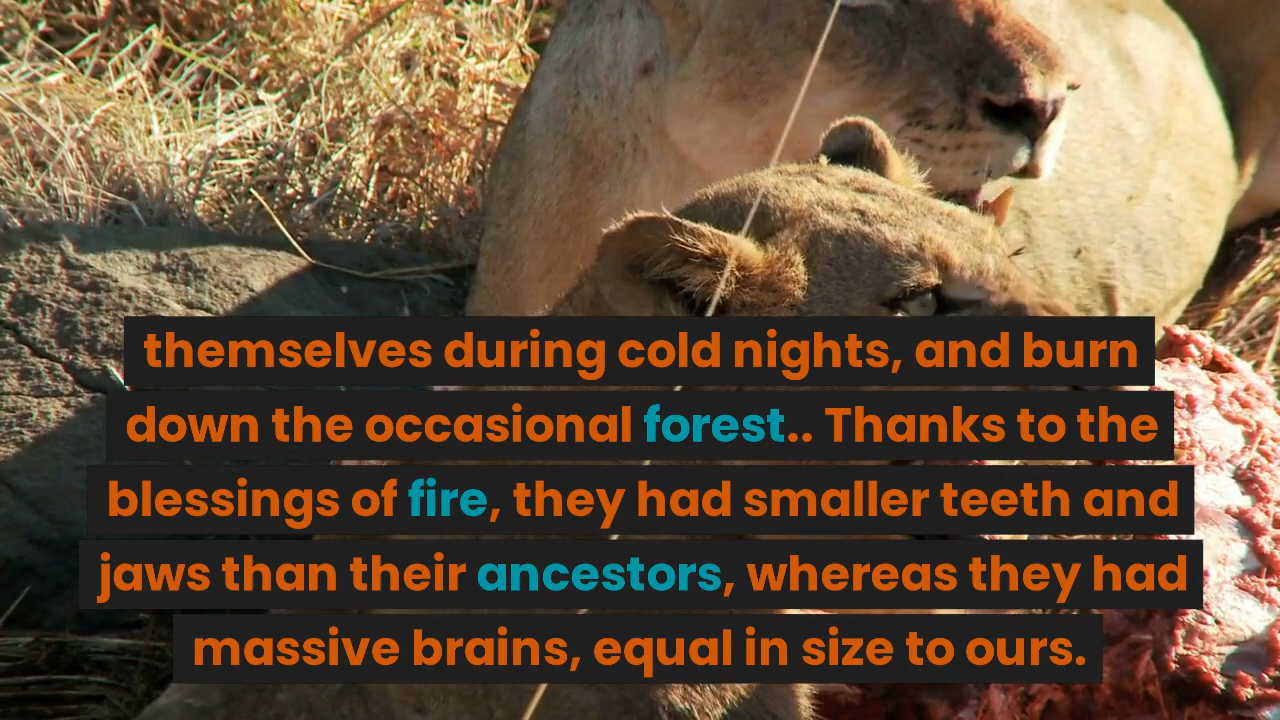 themselves during cold nights, and burn
down the occasional forest.. Thanks to the
blessings of fire, they had smaller teeth and
jaws than their ancestors, whereas they had
massive brains, equal in size to ours.